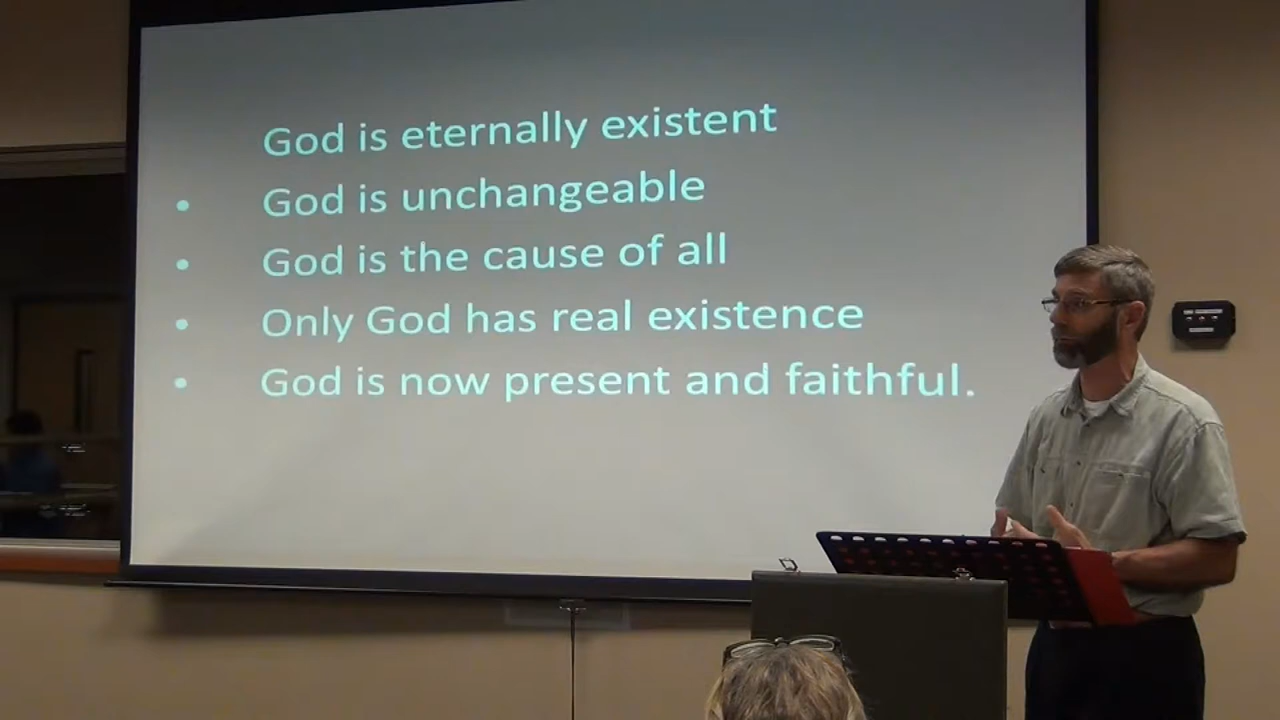 God is eternally existent
• God is unchangeable
• God is the cause of all
• Only God has real existence
• God is now present and faithful.